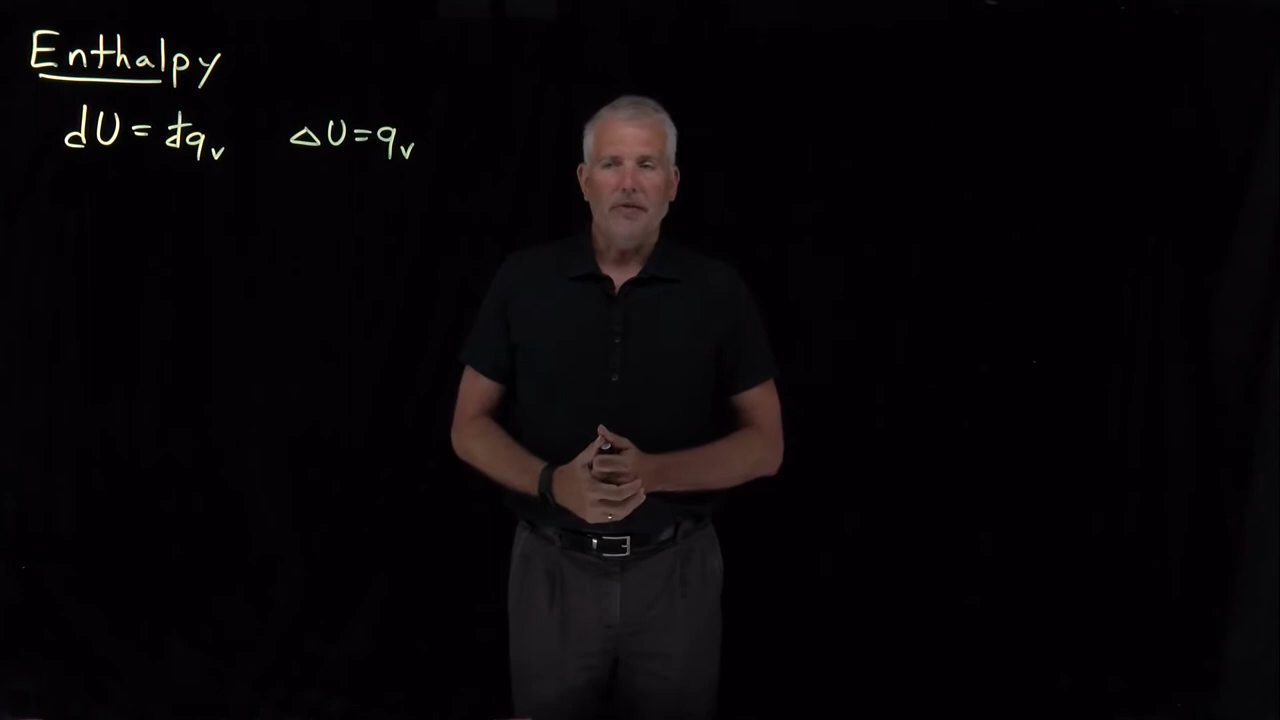 Enthalpy
dU = đq_v ΔU = q_v